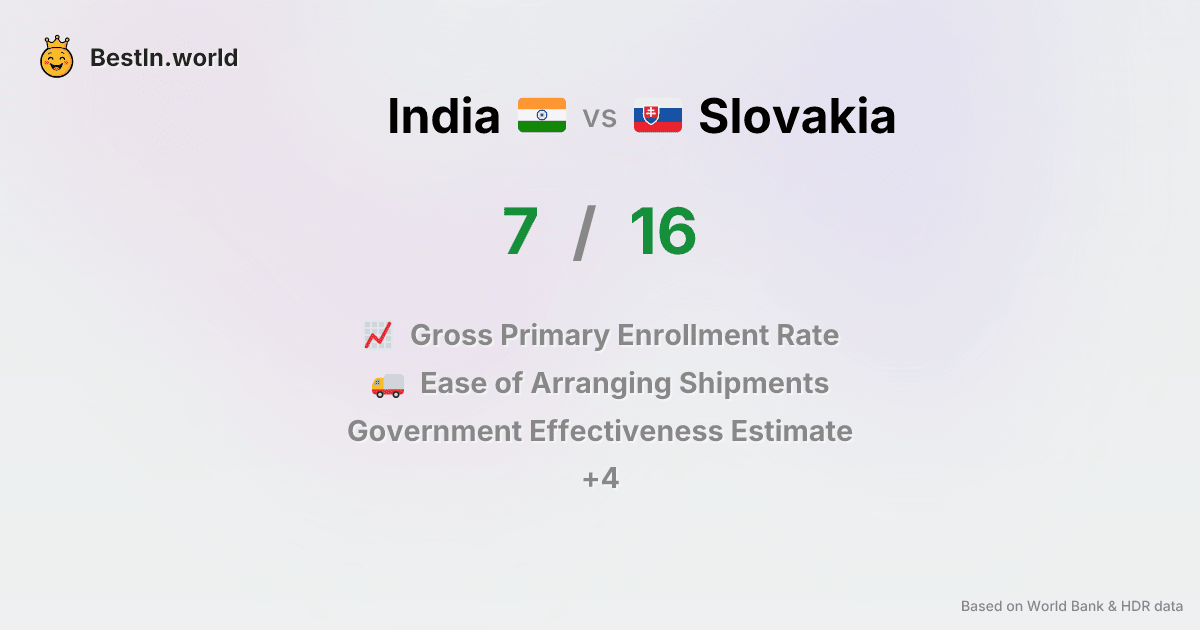 BestIn.world
India vs Slovakia
7 / 16
Gross Primary Enrollment Rate
Ease of Arranging Shipments
Government Effectiveness Estimate
+4
Based on World Bank & HDR data